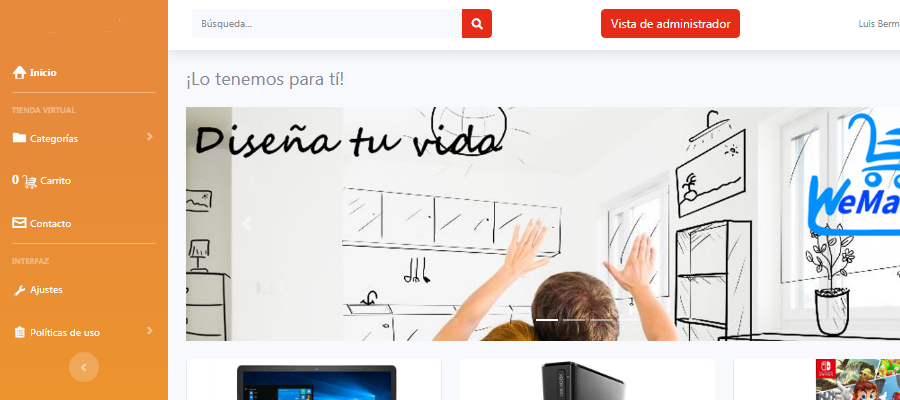 Búsqueda...
Vista de administrador
Luis Berm
Inicio
¡Lo tenemos para tí!
TIENDA VIRTUAL
Categorías
0 Carrito
Contacto
INTERFAZ
Ajustes
Políticas de uso
Diseña tu vida
WeMa